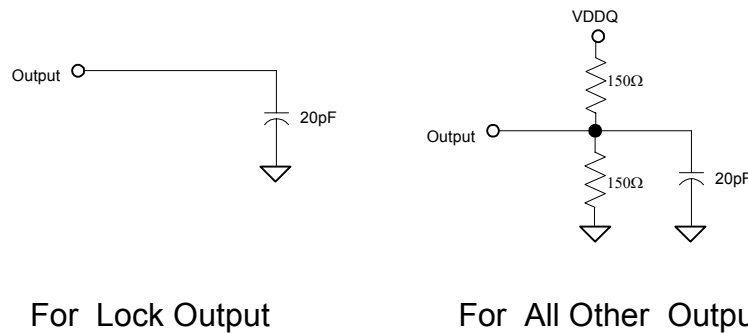 VDDQ
Output
20pF
150Ω
Output
150Ω
20pF
For Lock Output
For All Other Outpu